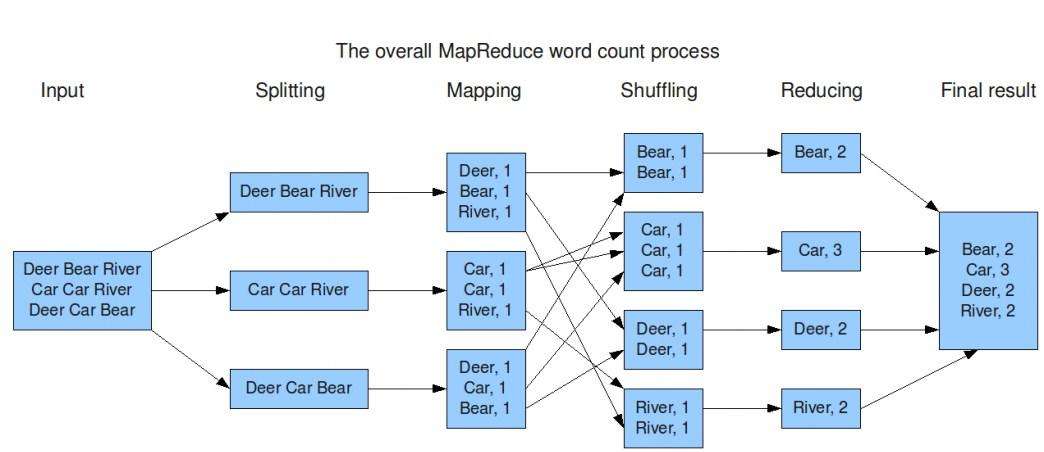 The overall MapReduce word count process
Input
Splitting
Mapping
Shuffling
Reducing
Final result
Deer Bear River
Car Car River
Deer Car Bear
Deer Bear River
Car Car River
Deer Car Bear
Deer, 1
Bear, 1
River, 1
Car, 1
Car, 1
River, 1
Deer, 1
Car, 1
Bear, 1
Bear, 1
Bear, 1
Car, 1
Car, 1
Car, 1
Deer, 1
Deer, 1
River, 1
River, 1
Bear, 2
Car, 3
Deer, 2
River, 2
Bear, 2
Car, 3
Deer, 2
River, 2